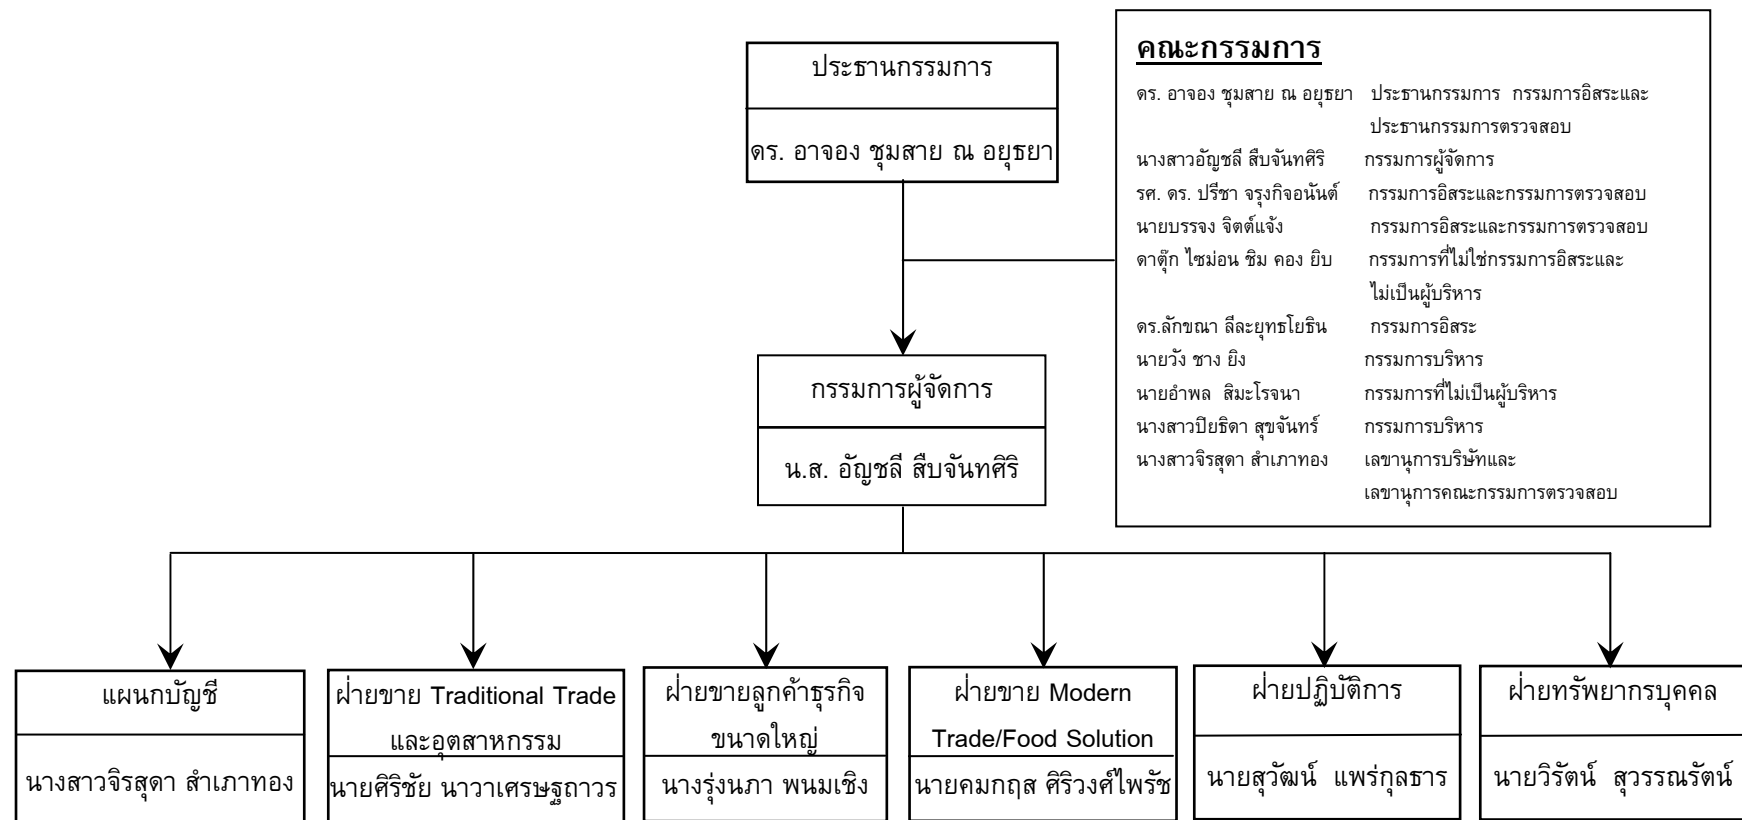 ประธานกรรมการ
ดร. อาจอง ชุมสาย ณ อยุธยา
คณะกรรมการ
ดร. อาจอง ชุมสาย ณ อยุธยา ประธานกรรมการ กรรมการอิสระและ
ประธานกรรมการตรวจสอบ
นางสาวอัญชลี สืบจันทศิริ กรรมการผู้จัดการ
รศ. ดร. ปรีชา จรุงกิจอนันต์ กรรมการอิสระและกรรมการตรวจสอบ
นายบรรจง จิตต์แจ้ง กรรมการอิสระและกรรมการตรวจสอบ
ดาตุ๊ก ไซม่อน ชิม คอง ยิบ กรรมการที่ไม่ใช่กรรมการอิสระและ
ไม่เป็นผู้บริหาร
ดร.ลักขณา ลีละยุทธโยธิน กรรมการอิสระ
นายวัง ชาง ยิง กรรมการบริหาร
นายอำพล สิมะโรจนา กรรมการที่ไม่เป็นผู้บริหาร
นางสาวปิยธิดา สุขจันทร์ กรรมการบริหาร
นางสาวจิรสุดา สำเภาทอง เลขานุการบริษัทและ
เลขานุการคณะกรรมการตรวจสอบ
กรรมการผู้จัดการ
น.ส. อัญชลี สืบจันทศิริ
แผนกบัญชี
นางสาวจิรสุดา สำเภาทอง
ฝ่ายขาย Traditional Trade
และอุตสาหกรรม
นายศิริชัย นาวาเศรษฐถาวร
ฝ่ายขายลูกค้าธุรกิจ
ขนาดใหญ่
นางรุ่งนภา พนมเชิง
ฝ่ายขาย Modern
Trade/Food Solution
นายคมกฤส ศิริวงศ์ไพรัช
ฝ่ายปฏิบัติการ
นายสุวัฒน์ แพร่กุลธาร
ฝ่ายทรัพยากรบุคคล
นายวิรัตน์ สุวรรณรัตน์